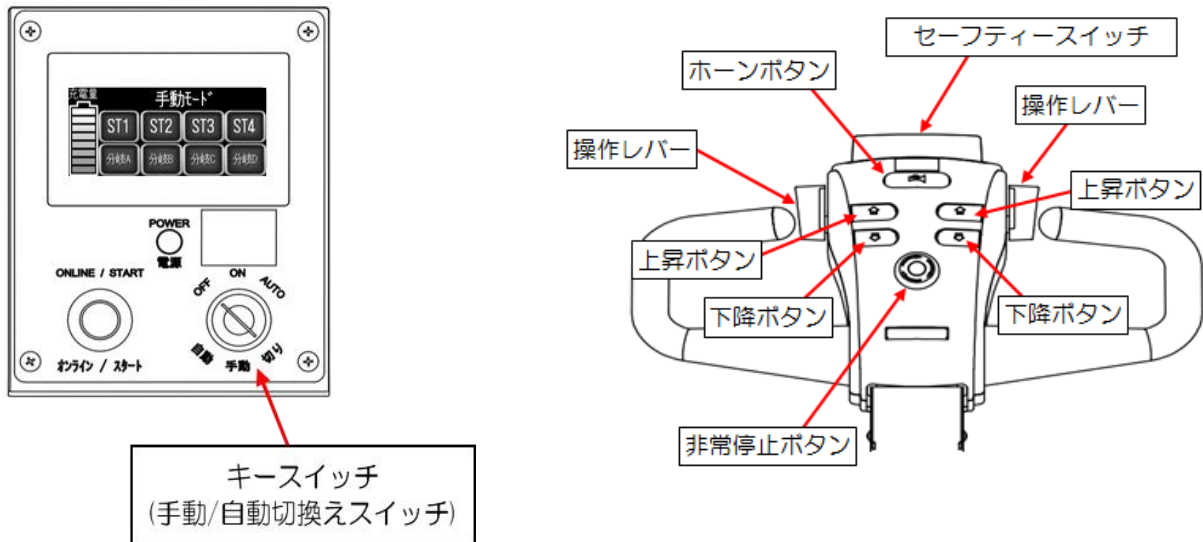 充電量
手動モード
ST1 ST2 ST3 ST4
分岐A 分岐B 分岐C 分岐D
POWER
電源
ONLINE / START
オンライン / スタート
OFF ON AUTO
自動 手動 切り
キースイッチ
(手動/自動切換えスイッチ)
セーフティースイッチ
ホーンボタン
操作レバー
操作レバー
上昇ボタン
上昇ボタン
下降ボタン
下降ボタン
非常停止ボタン